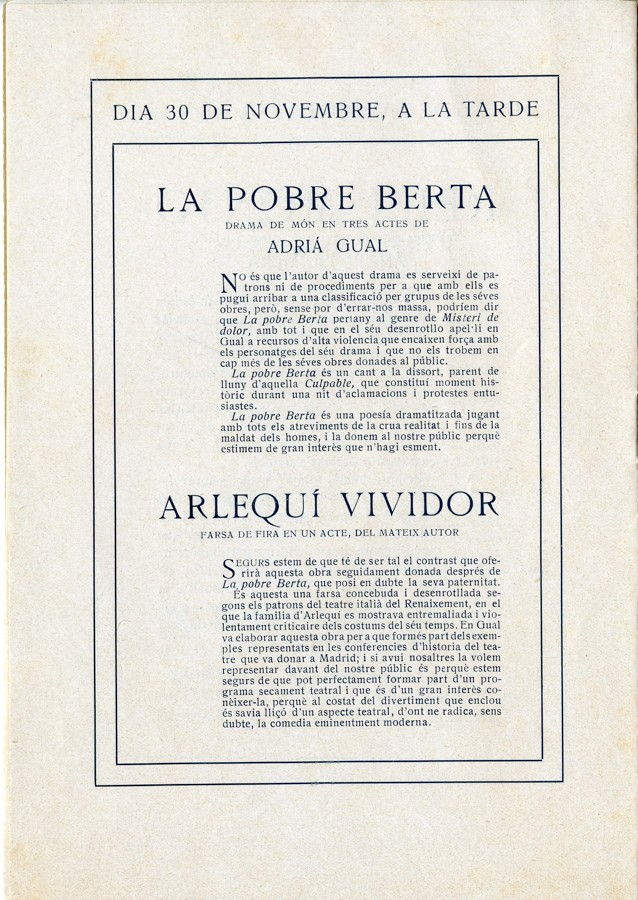 DIA 30 DE NOVEMBRE, A LA TARDE
LA POBRE BERTA
DRAMA DE MÓN EN TRES ACTES DE
ADRIÁ GUAL
No és que l'autor d'aquest drama es serveixi de pa-
trons ni de procediments per a que amb ells es
pugui arribar a una classificació per grupus de les séves
obres, però, sense por d'errar-nos massa, podríem dir
que La pobre Berta pertany al genre de Misteri de
dolor, amb tot i que en el séu desenrotllo apel·li en
Gual a recursos d'alta violencia que encaixen força amb
els personatges del séu drama i que no els trobem en
cap més de les séves obres donades al públic.
La pobre Berta és un cant a la dissort, parent de
lluny d'aquella Culpable, que constituí moment his-
tòric durant una nit d'aclamacions i protestes entu-
siastes.
La pobre Berta és una poesía dramatitzada jugant
amb tots els atreviments de la crua realitat i fins de la
maldat dels homes, i la donem al nostre públic perquè
estimem de gran interès que n'hagi esment.
ARLEQUÍ VIVIDOR
FARSA DE FIRA EN UN ACTE, DEL MATEIX AUTOR
SEGURS estem de que té de ser tal el contrast que ofe-
rirà aquesta obra seguidament donada després de
La pobre Berta, que posi en dubte la seva paternitat.
És aquesta una farsa concebuda i desenrotllada se-
gons els patrons del teatre italià del Renaixement, en el
que la familia d'Arlequí es mostrava entremaliada i vio-
lentament criticaire dels costums del séu temps. En Gual
va elaborar aquesta obra per a que formés part dels exem-
ples representats en les conferencies d'historia del tea-
tre que va donar a Madrid; i si avui nosaltres la volem
representar davant del nostre públic és perquè estem
segurs de que pot perfectament formar part d'un pro-
grama secament teatral i que és d'un gran interès co-
nèixer-la, perquè al costat del divertiment que enclou
és savia lliçó d'un aspecte teatral, d'ont ne radica, sens
dubte, la comedia eminentment moderna.